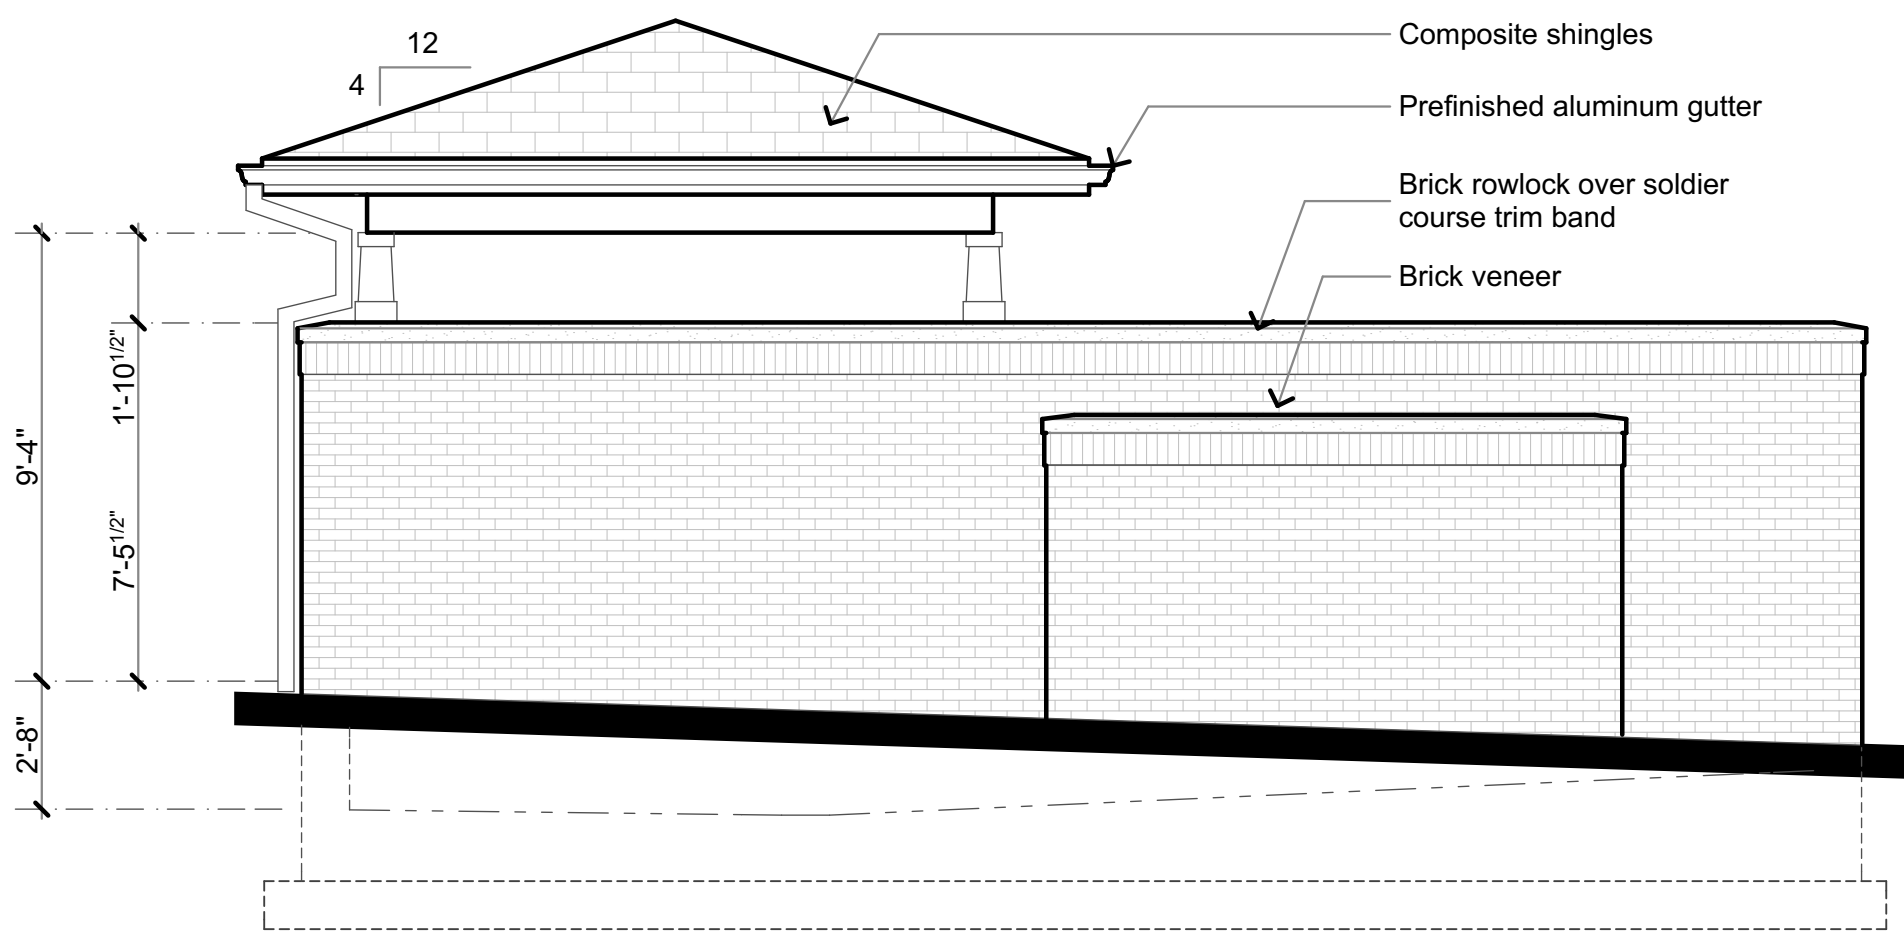 12
4
Composite shingles
Prefinished aluminum gutter
Brick rowlock over soldier
course trim band
Brick veneer
1'-10 1/2"
9'-4"
7'-5 1/2"
2'-8"